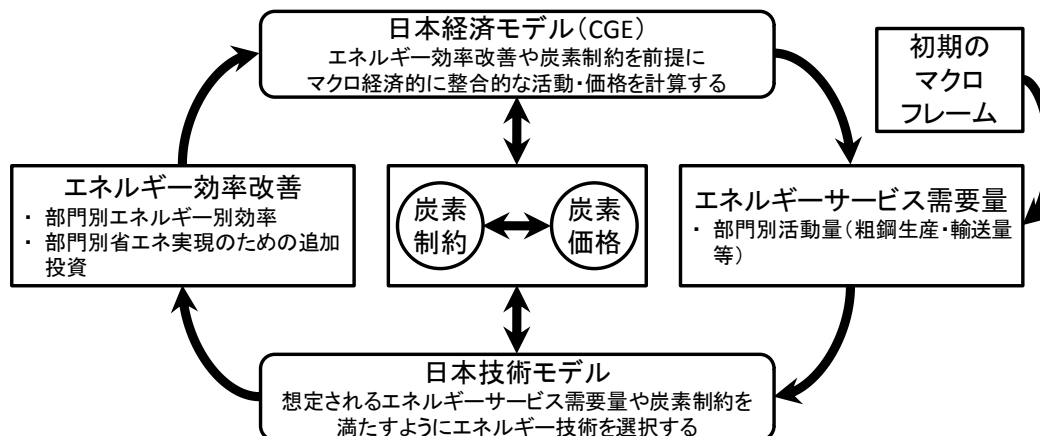 日本経済モデル(CGE)
エネルギー効率改善や炭素制約を前提に
マクロ経済的に整合的な活動・価格を計算する
初期の
マクロ
フレーム
エネルギー効率改善
・ 部門別エネルギー別効率
・ 部門別省エネ実現のための追加
投資
炭素
制約
炭素
価格
エネルギーサービス需要量
・ 部門別活動量(粗鋼生産・輸送量
等)
日本技術モデル
想定されるエネルギーサービス需要量や炭素制約を
満たすようにエネルギー技術を選択する